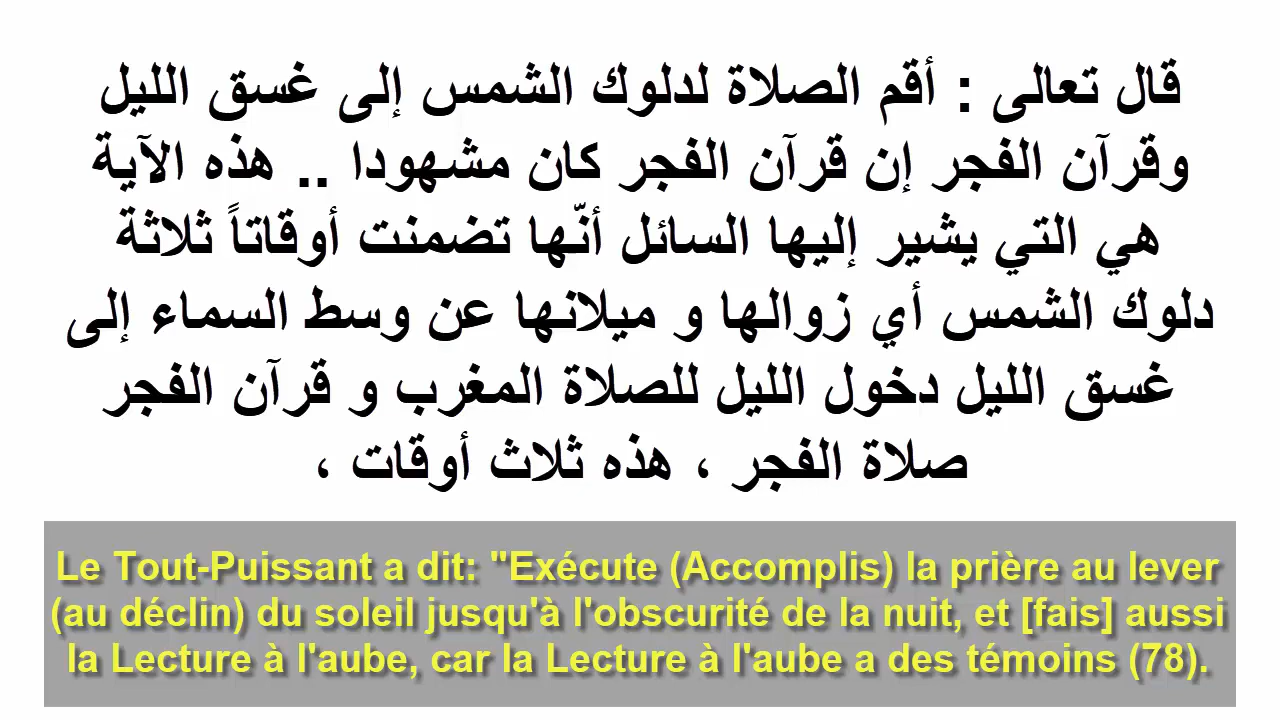 قال تعالى : أقم الصلاة لدلوك الشمس إلى غسق الليل
وقرآن الفجر إن قرآن الفجر كان مشهودا .. هذه الآية
هي التي يشير إليها السائل أنّها تضمنت أوقاتاً ثلاثة
دلوك الشمس أي زوالها و ميلانها عن وسط السماء إلى
غسق الليل دخول الليل للصلاة المغرب و قرآن الفجر
صلاة الفجر ، هذه ثلاث أوقات ،
Le Tout-Puissant a dit: "Exécute (Accomplis) la prière au lever
(au déclin) du soleil jusqu'à l'obscurité de la nuit, et [fais] aussi
la Lecture à l'aube, car la Lecture à l'aube a des témoins (78).